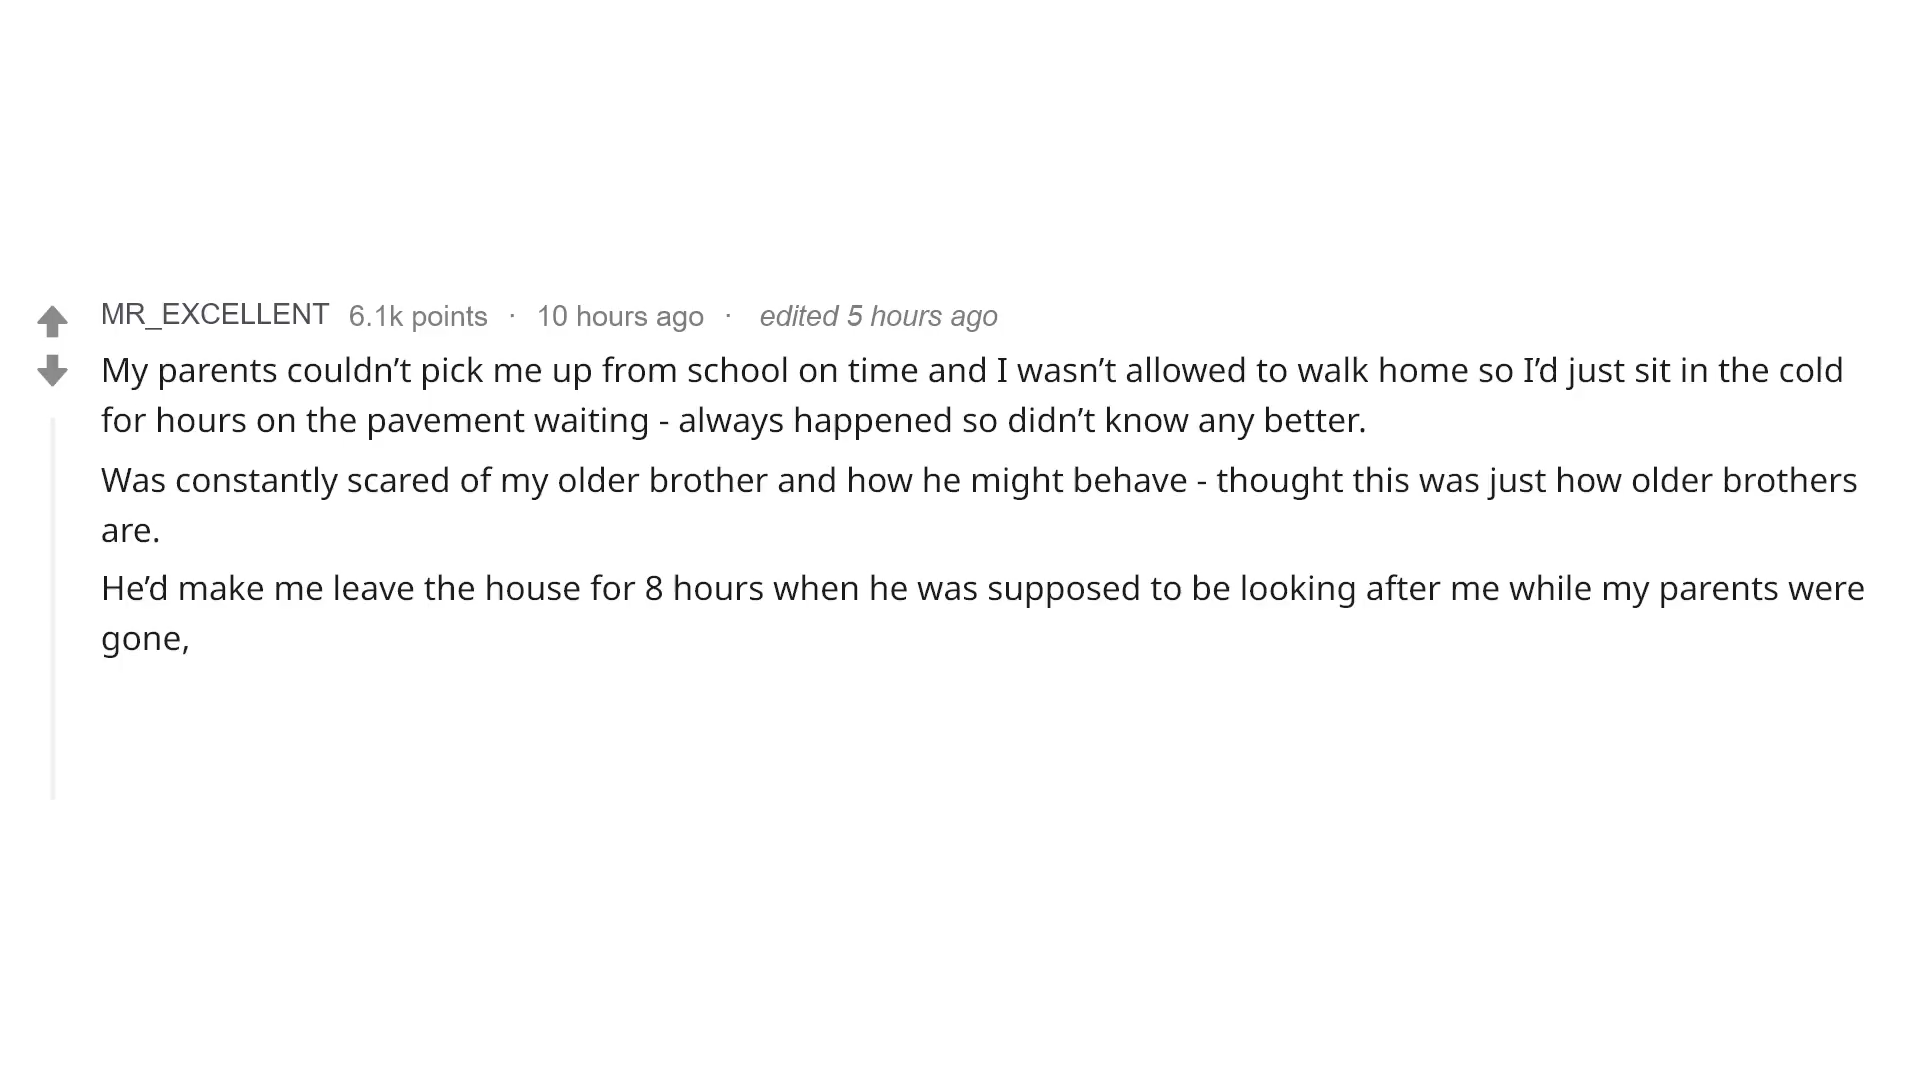 MR_EXCELLENT 6.1k points · 10 hours ago · edited 5 hours ago
My parents couldn’t pick me up from school on time and I wasn’t allowed to walk home so I’d just sit in the cold
for hours on the pavement waiting - always happened so didn’t know any better.
Was constantly scared of my older brother and how he might behave - thought this was just how older brothers
are.
He’d make me leave the house for 8 hours when he was supposed to be looking after me while my parents were
gone,